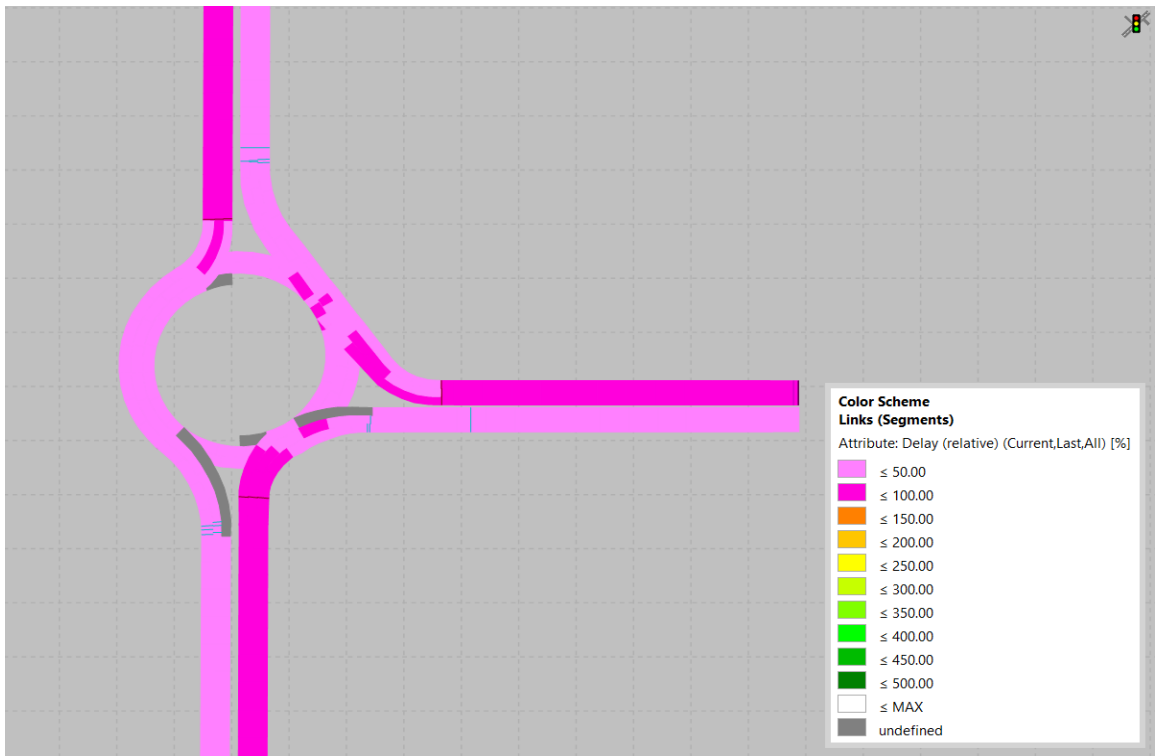 Color Scheme
Links (Segments)
Attribute: Delay (relative) (Current,Last,All) [%]
≤ 50.00
≤ 100.00
≤ 150.00
≤ 200.00
≤ 250.00
≤ 300.00
≤ 350.00
≤ 400.00
≤ 450.00
≤ 500.00
≤ MAX
undefined